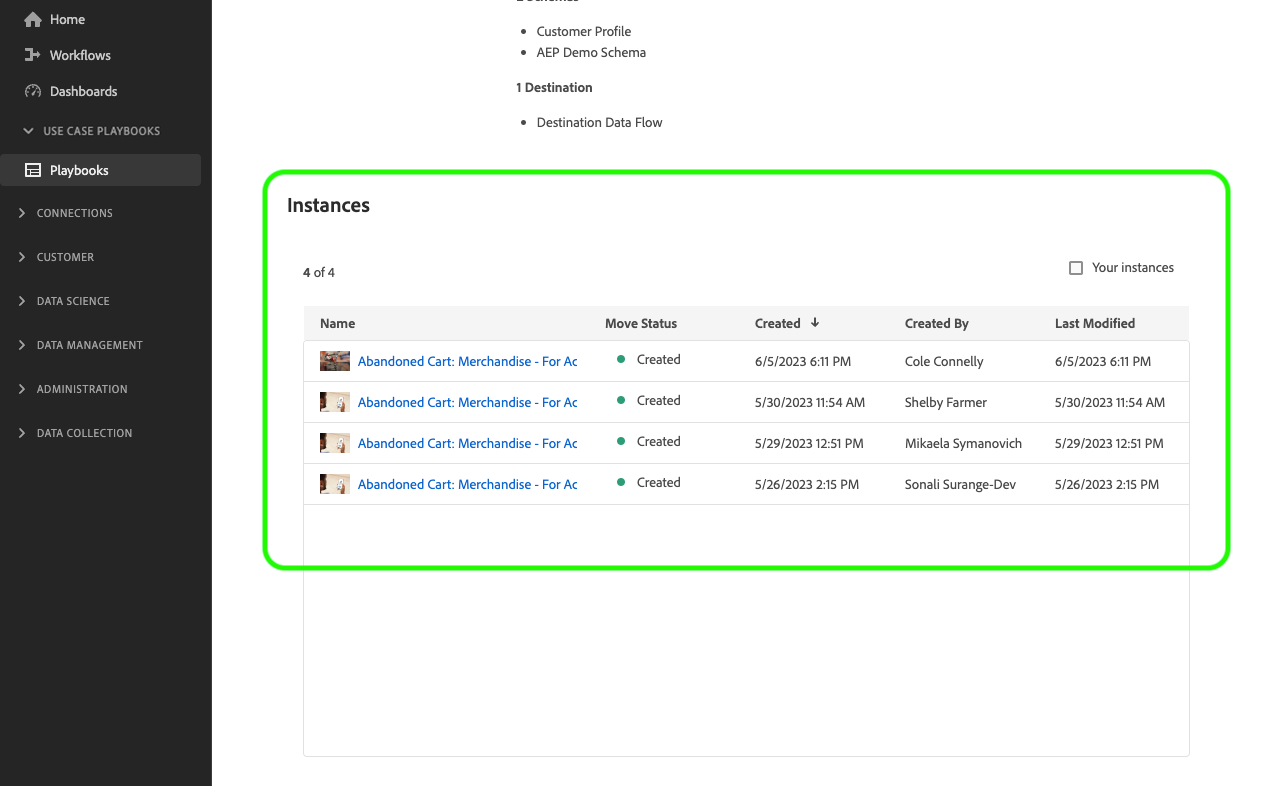 Home
Workflows
Dashboards
USE CASE PLAYBOOKS
Playbooks
CONNECTIONS
CUSTOMER
DATA SCIENCE
DATA MANAGEMENT
ADMINISTRATION
DATA COLLECTION
Customer Profile
AEP Demo Schema
1 Destination
Destination Data Flow
Instances
4 of 4
Your instances
Name Move Status Created Created By Last Modified
Abandoned Cart: Merchandise - For Ac Created 6/5/2023 6:11 PM Cole Connelly 6/5/2023 6:11 PM
Abandoned Cart: Merchandise - For Ac Created 5/30/2023 11:54 AM Shelby Farmer 5/30/2023 11:54 AM
Abandoned Cart: Merchandise - For Ac Created 5/29/2023 12:51 PM Mikaela Symanovich 5/29/2023 12:51 PM
Abandoned Cart: Merchandise - For Ac Created 5/26/2023 2:15 PM Sonali Surange-Dev 5/26/2023 2:15 PM